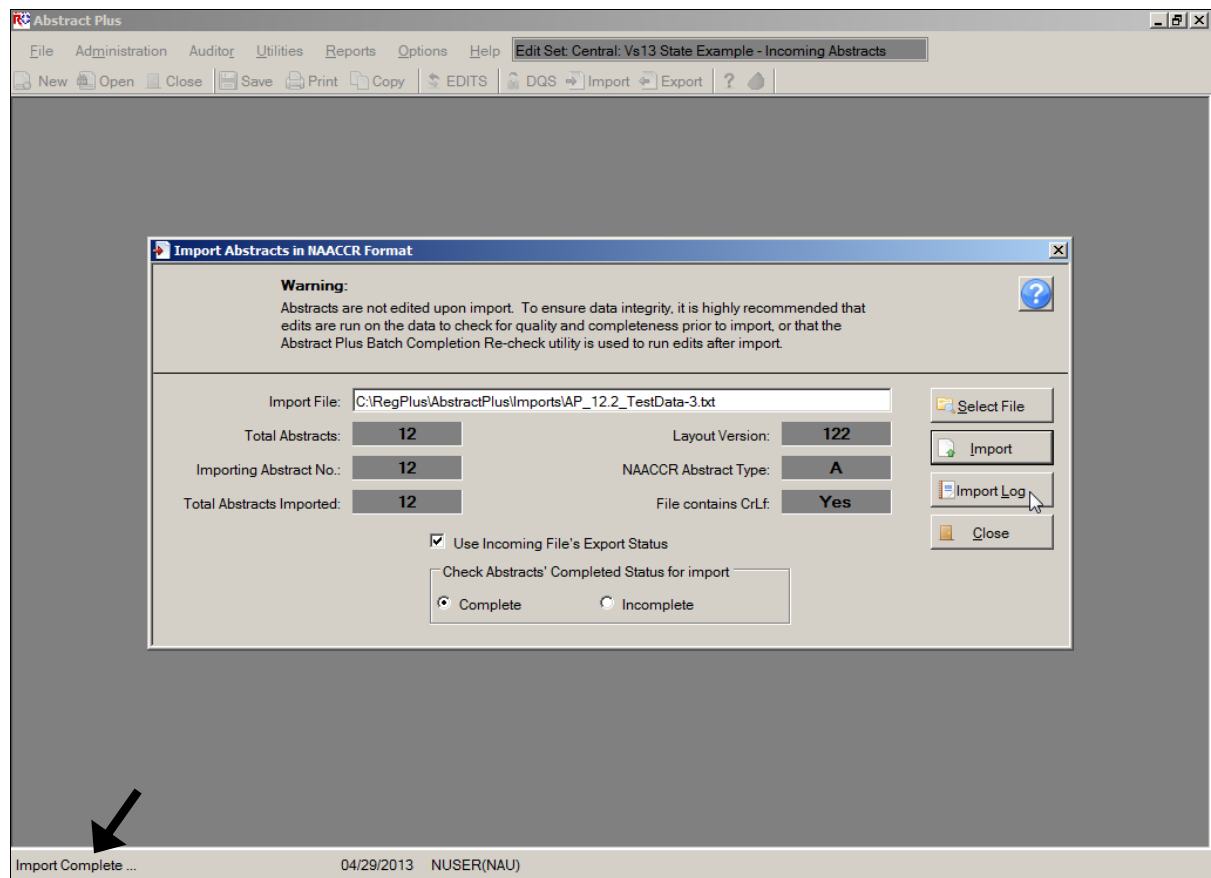 Abstract Plus
File Administration Auditor Utilities Reports Options Help Edit Set: Central: Vs13 State Example - Incoming Abstracts
New Open Close Save Print Copy EDITS DQS Import Export ?
Import Abstracts in NAACCR Format
Warning:
Abstracts are not edited upon import. To ensure data integrity, it is highly recommended that
edits are run on the data to check for quality and completeness prior to import, or that the
Abstract Plus Batch Completion Re-check utility is used to run edits after import.
Import File: C:\RegPlus\AbstractPlus\Imports\AP_12.2_TestData-3.txt
Select File
Total Abstracts: 12 Layout Version: 122
Import
Importing Abstract No.: 12 NAACCR Abstract Type: A
Import Log
Total Abstracts Imported: 12 File contains CrLf: Yes
Close
Use Incoming File's Export Status
Check Abstracts' Completed Status for import
Complete Incomplete
Import Complete ... 04/29/2013 NUSER(NAU)